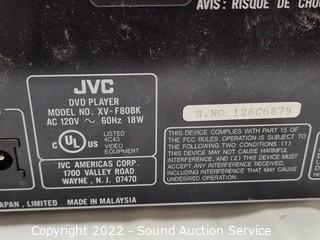 AVIS: RISQUE DE CHOC
JVC
DVD PLAYER
MODEL NO. XV-F80BK
AC 120V ~ 60Hz 18W
C UL US
LISTED
4C43
VIDEO
EQUIPMENT
JVC AMERICAS CORP.
1700 VALLEY ROAD
WAYNE, N.J. 07470
S.NO 126C6879
THIS DEVICE COMPLIES WITH PART 15 OF
THE FCC RULES. OPERATION IS SUBJECT TO
THE FOLLOWING TWO CONDITIONS: (1)
THIS DEVICE MAY NOT CAUSE HARMFUL
INTERFERENCE, AND (2) THIS DEVICE MUST
ACCEPT ANY INTERFERENCE RECEIVED,
INCLUDING INTERFERENCE THAT MAY CAUSE
UNDESIRED OPERATION.
JAPAN, LIMITED MADE IN MALAYSIA
Copyright 2022 - Sound Auction Service